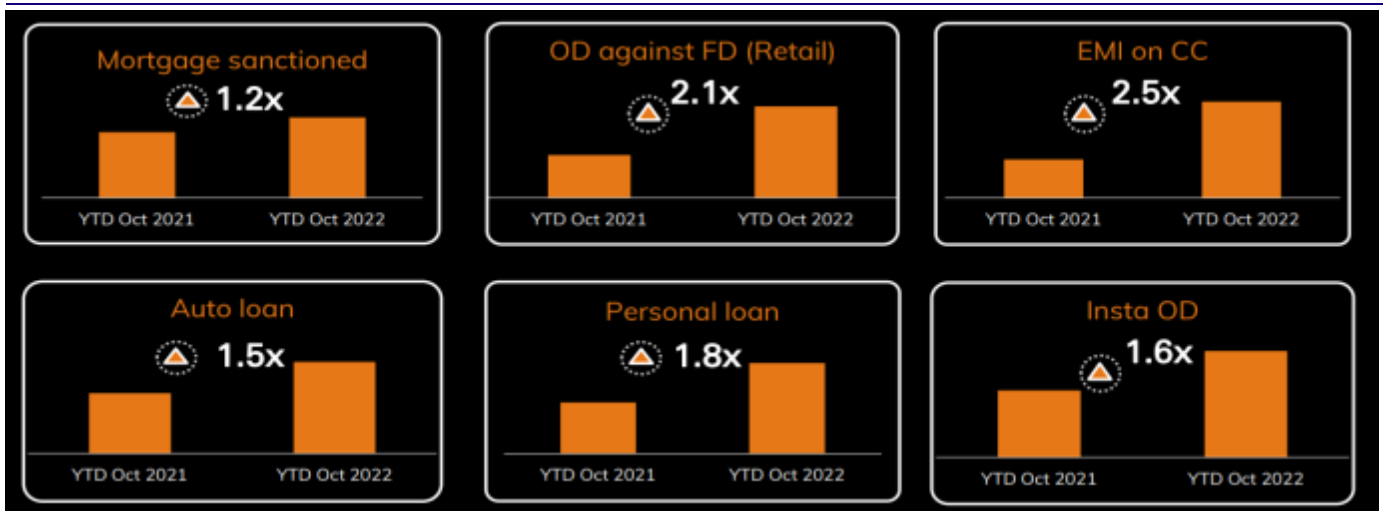 Mortgage sanctioned
1.2x
YTD Oct 2021 YTD Oct 2022
OD against FD (Retail)
2.1x
YTD Oct 2021 YTD Oct 2022
EMI on CC
2.5x
YTD Oct 2021 YTD Oct 2022
Auto loan
1.5x
YTD Oct 2021 YTD Oct 2022
Personal loan
1.8x
YTD Oct 2021 YTD Oct 2022
Insta OD
1.6x
YTD Oct 2021 YTD Oct 2022